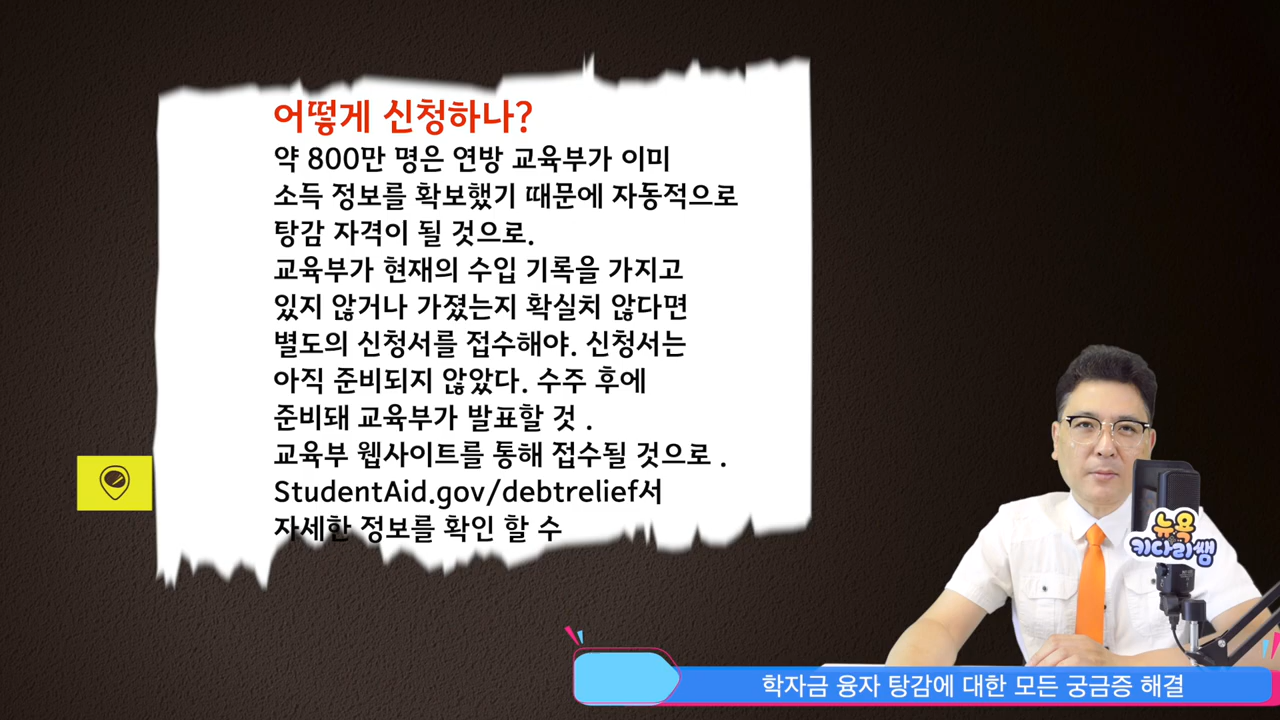 어떻게 신청하나?
약 800만 명은 연방 교육부가 이미
소득 정보를 확보했기 때문에 자동적으로
탕감 자격이 될 것으로.
교육부가 현재의 수입 기록을 가지고
있지 않거나 가졌는지 확실치 않다면
별도의 신청서를 접수해야. 신청서는
아직 준비되지 않았다. 수주 후에
준비돼 교육부가 발표할 것 .
교육부 웹사이트를 통해 접수될 것으로 .
StudentAid.gov/debtrelief서
자세한 정보를 확인 할 수
뉴욕
키다리쌤
학자금 융자 탕감에 대한 모든 궁금증 해결